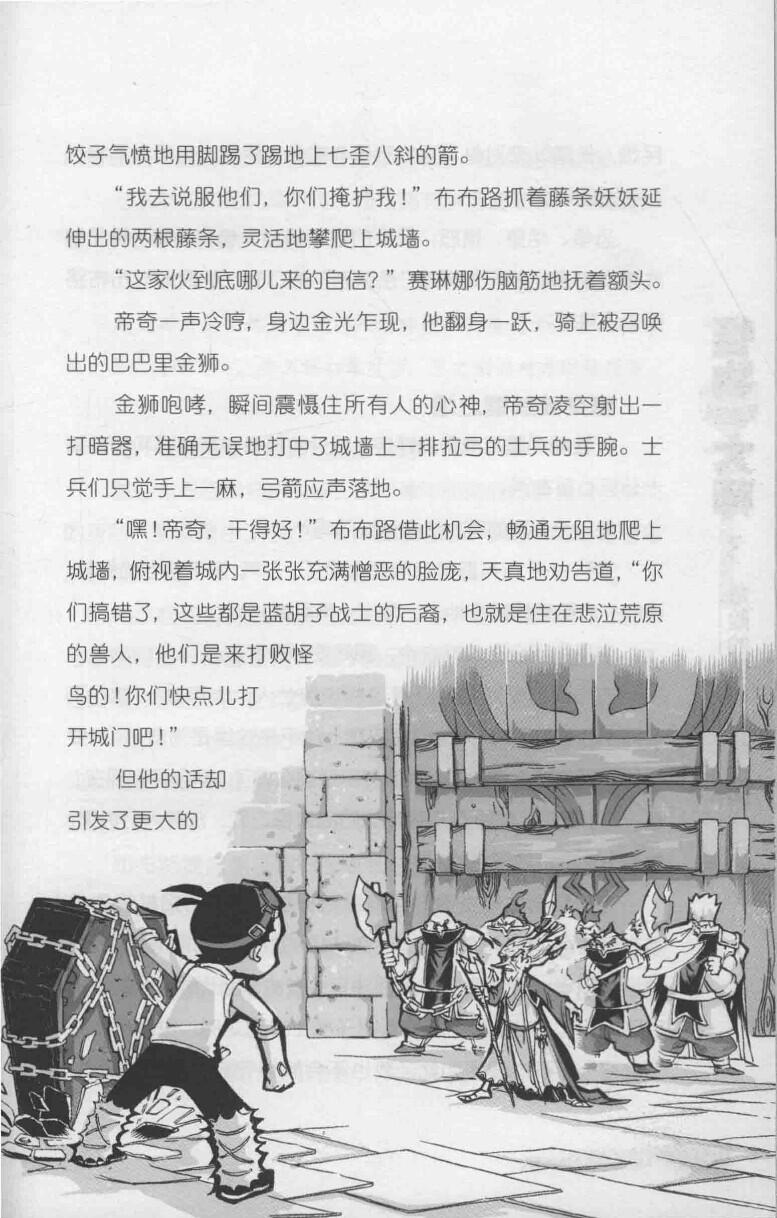 饺子气愤地用脚踢了踢地上七歪八斜的箭。
“我去说服他们，你们掩护我！”布布路抓着藤条妖妖延
伸出的两根藤条，灵活地攀爬上城墙。
“这家伙到底哪儿来的自信？”赛琳娜伤脑筋地抚着额头。
帝奇一声冷哼，身边金光乍现，他翻身一跃，骑上被召唤
出的巴巴里金狮。
金狮咆哮，瞬间震慑住所有人的心神，帝奇凌空射出一
打暗器，准确无误地打中了城墙上一排拉弓的士兵的手腕。士
兵们只觉手上一麻，弓箭应声落地。
“嘿！帝奇，干得好！”布布路借此机会，畅通无阻地爬上
城墙，俯视着城内一张张充满憎恶的脸庞，天真地劝告道，“你
们搞错了，这些都是蓝胡子战士的后裔，也就是住在悲泣荒原
的兽人，他们是来打败怪
鸟的！你们快点儿打
开城门吧！”
但他的话却
引发了更大的